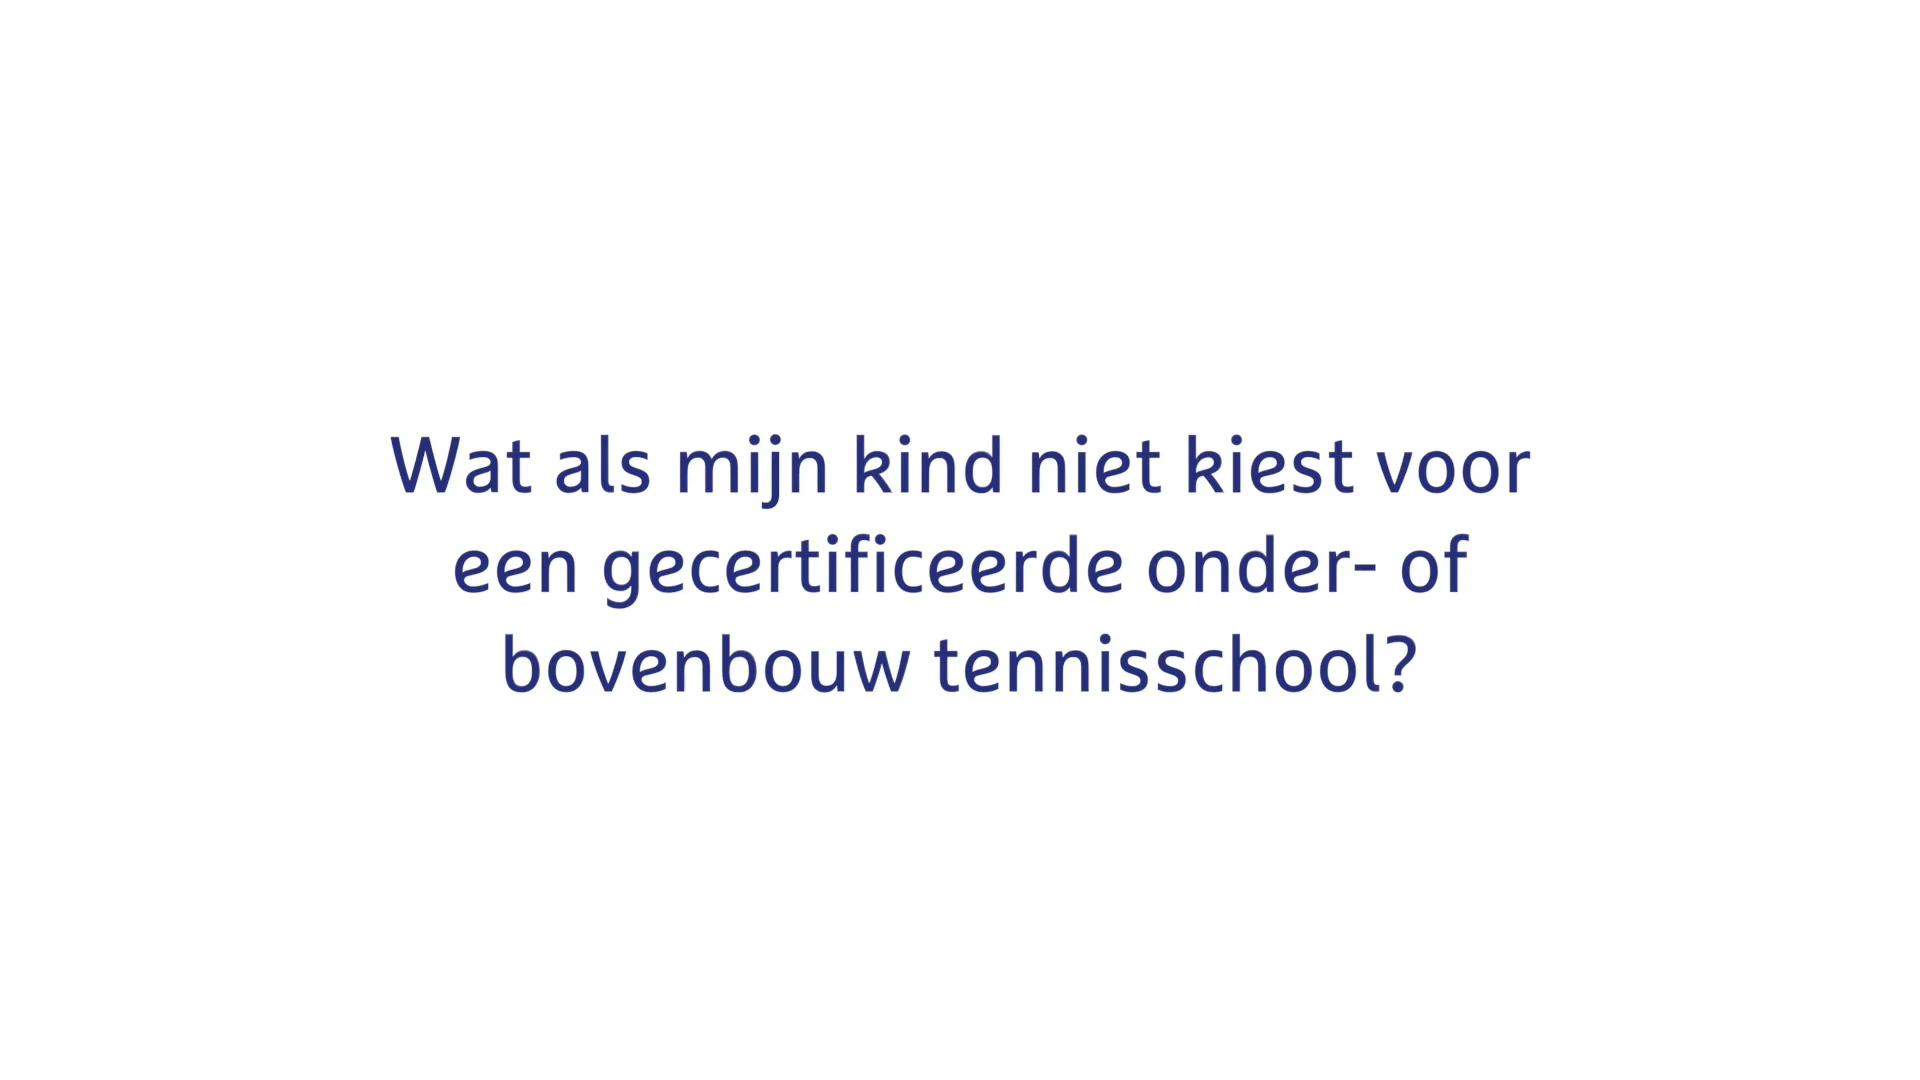 Wat als mijn kind niet kiest voor
een gecertificeerde onder- of
bovenbouw tennisschool?